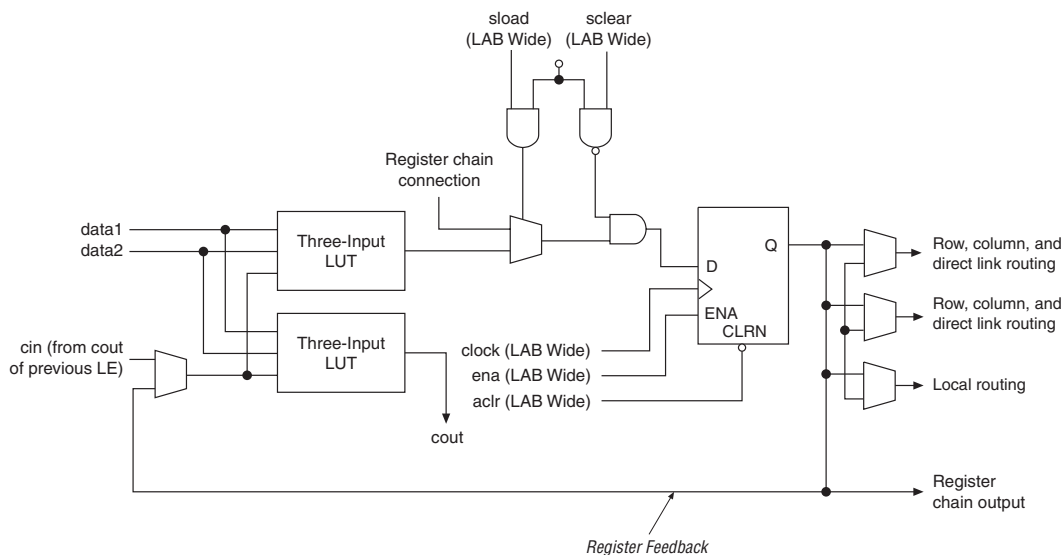 sload
(LAB Wide)
sclear
(LAB Wide)
Register chain
connection
data1
data2
Three-Input
LUT
Three-Input
LUT
cin (from cout
of previous LE)
cout
clock (LAB Wide)
ena (LAB Wide)
aclr (LAB Wide)
D
Q
ENA
CLRN
Row, column, and
direct link routing
Row, column, and
direct link routing
Local routing
Register
chain output
Register Feedback